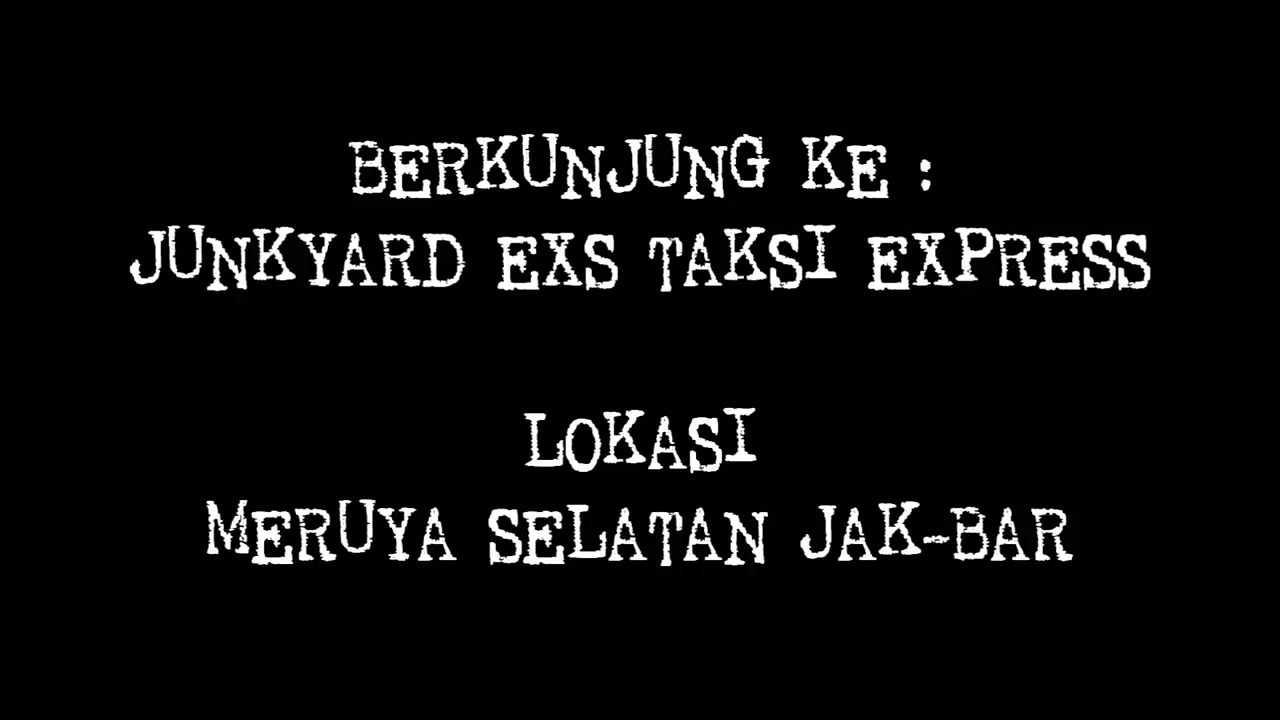 BERKUNJUNG KE :
JUNKYARD EXS TAKSI EXPRESS
LOKASI
MERUYA SELATAN JAK-BAR